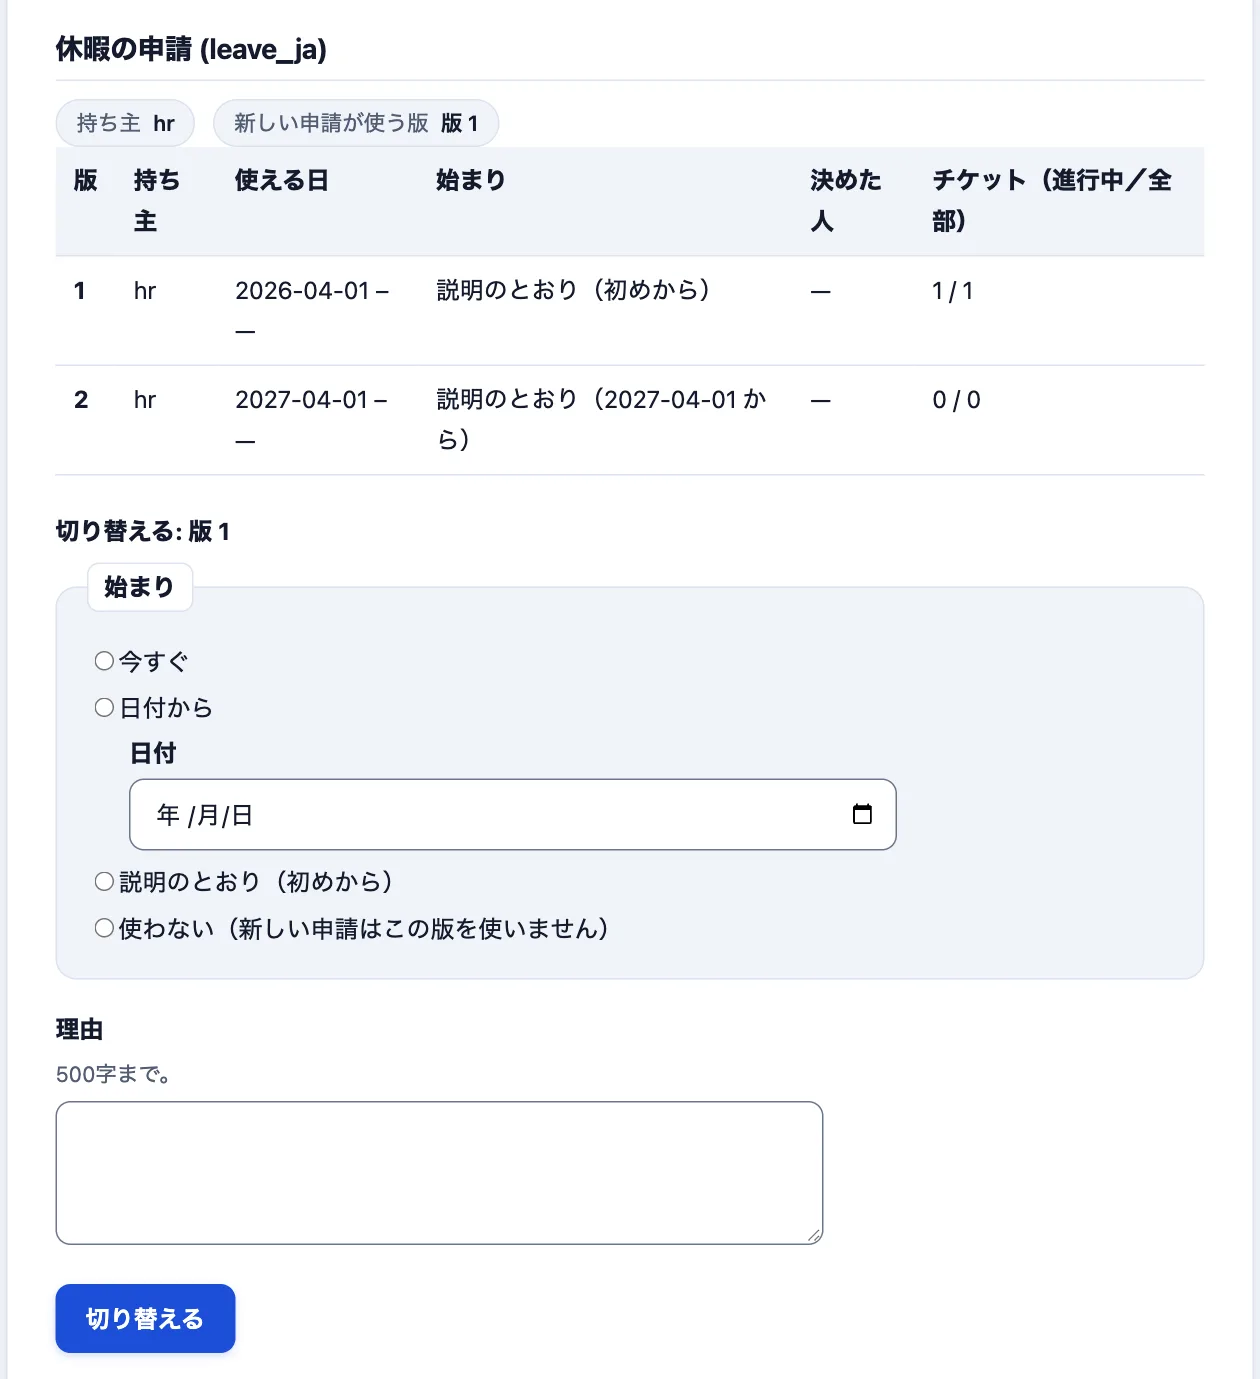 休暇の申請 (leave_ja)
持ち主 hr 新しい申請が使う版 版 1
版 持ち主 使える日 始まり 決めた人 チケット（進行中／全部）
1 hr 2026-04-01 – — 説明のとおり（初めから） — 1 / 1
2 hr 2027-04-01 – — 説明のとおり（2027-04-01 から） — 0 / 0
切り替える: 版 1
始まり
今すぐ
日付から
日付
年 /月/日
説明のとおり（初めから）
使わない（新しい申請はこの版を使いません）
理由
500字まで。
切り替える